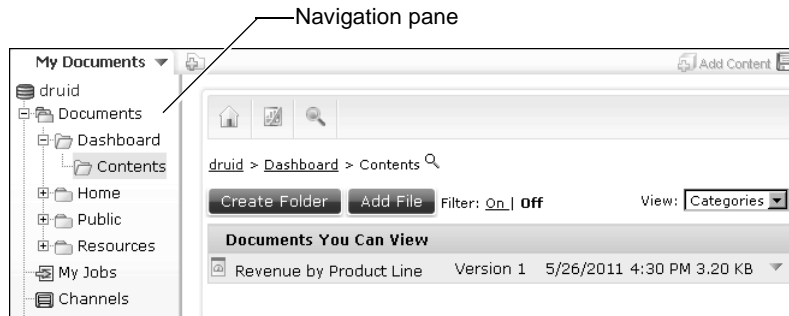 Navigation pane
My Documents
Add Content
druid
Documents
Dashboard
Contents
Home
Public
Resources
My Jobs
Channels
druid > Dashboard > Contents
Create Folder Add File Filter: On | Off View: Categories
Documents You Can View
Revenue by Product Line Version 1 5/26/2011 4:30 PM 3.20 KB